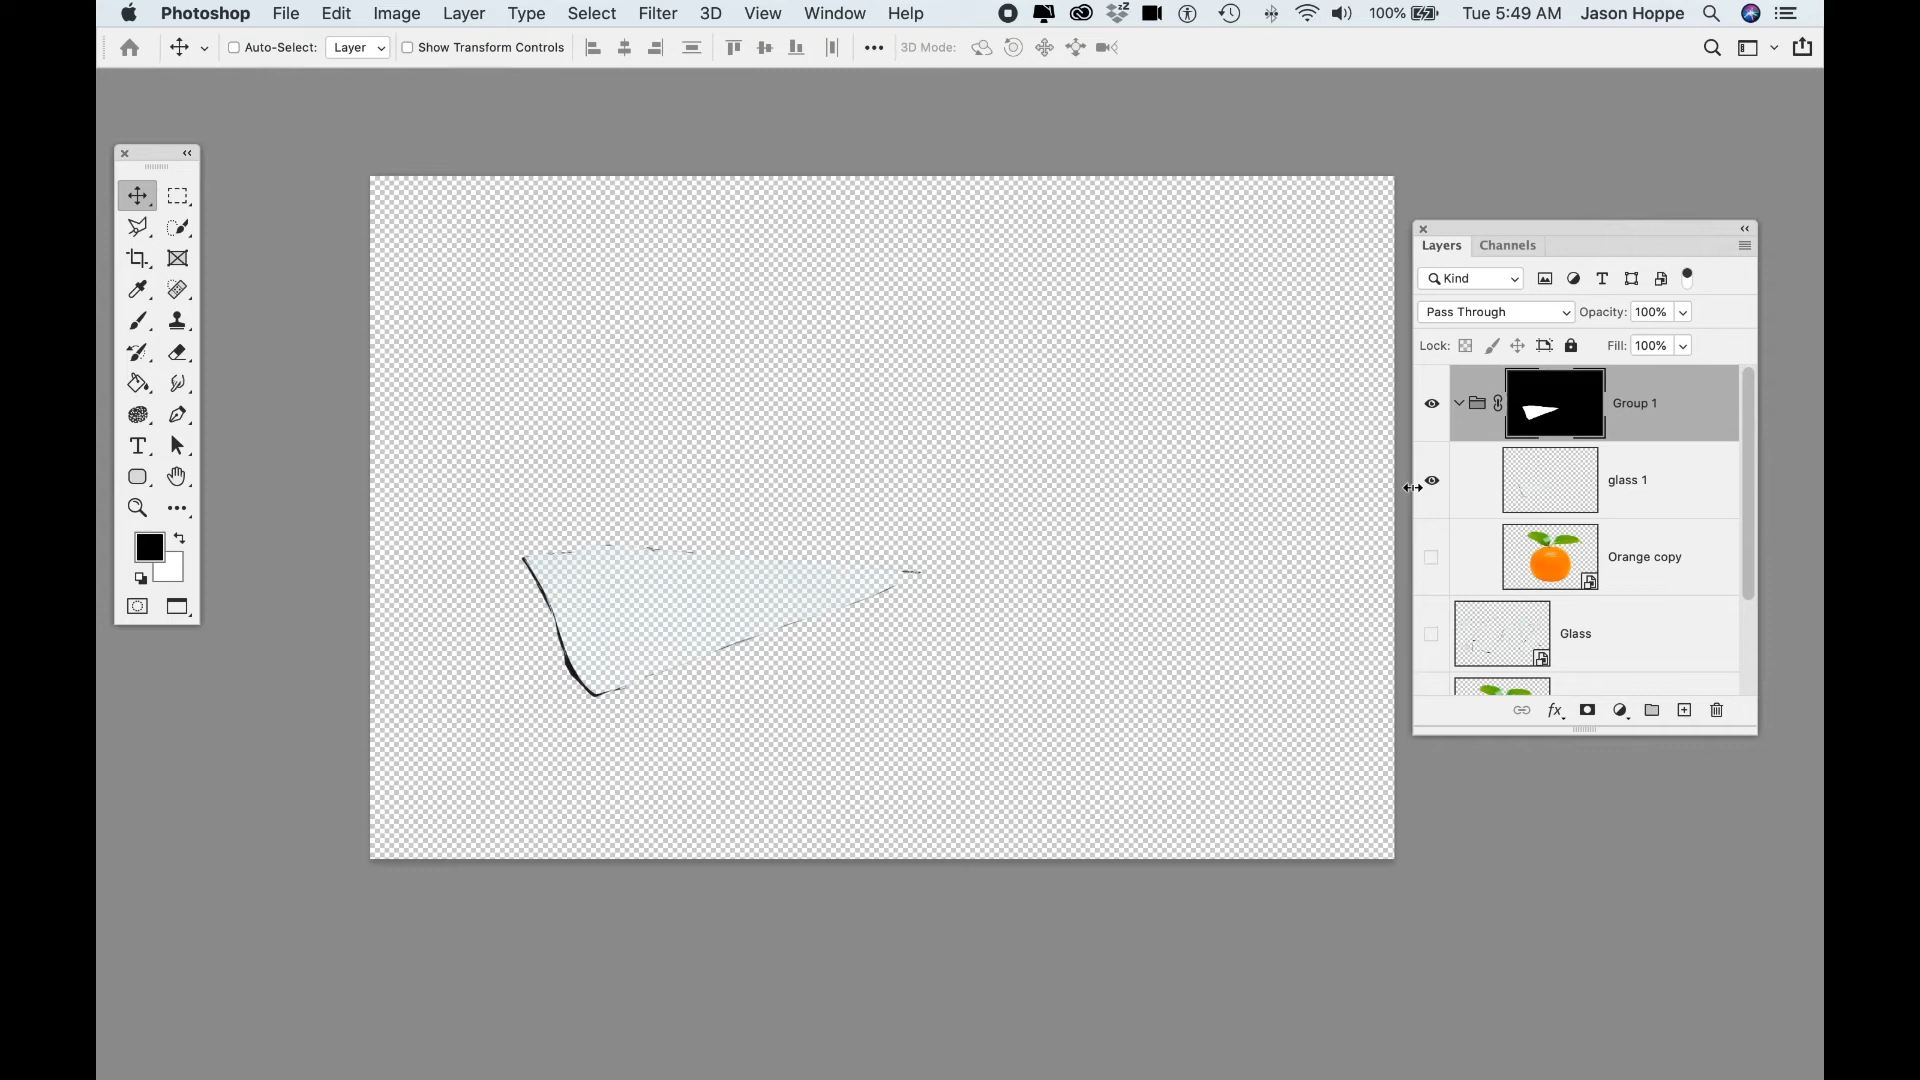 Photoshop File Edit Image Layer Type Select Filter 3D View Window Help 100% Tue 5:49 AM Jason Hoppe
Auto-Select: Layer Show Transform Controls 3D Mode:
Layers Channels
Kind
Pass Through Opacity: 100%
Lock: Fill: 100%
Group 1
glass 1
Orange copy
Glass